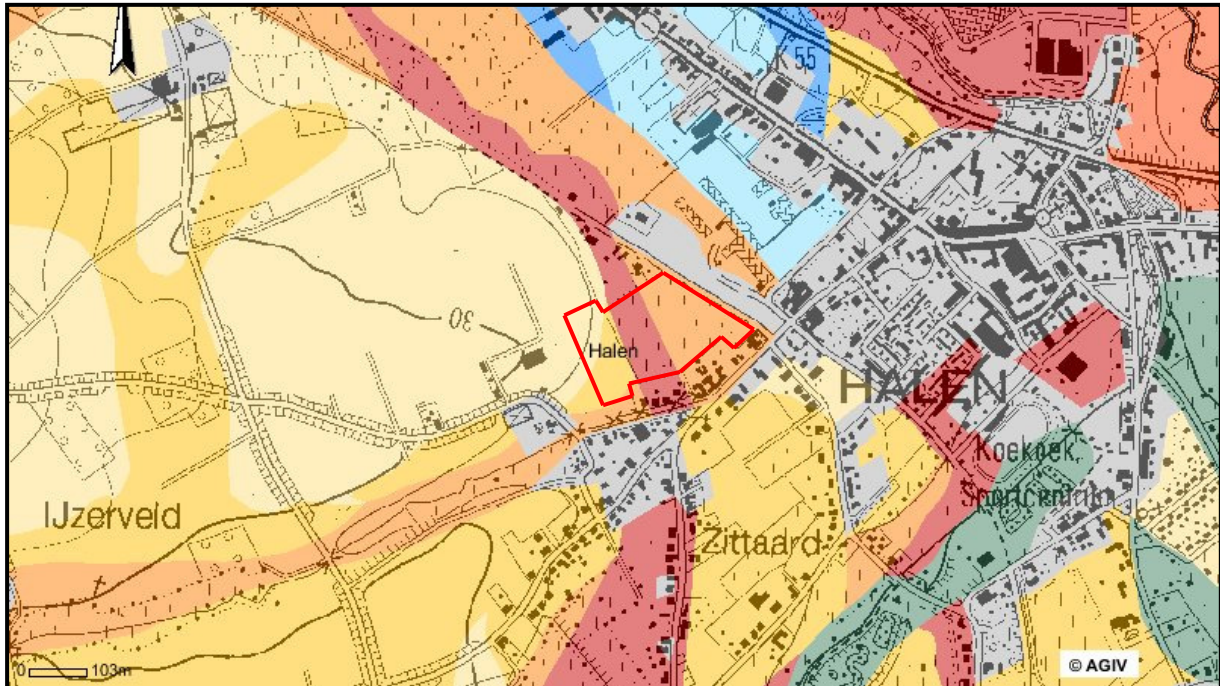 K 55
30
Halen
HALEN
Koekoek
Sportcentrum
IJzerveld
Zittaard
0 103m
© AGIV